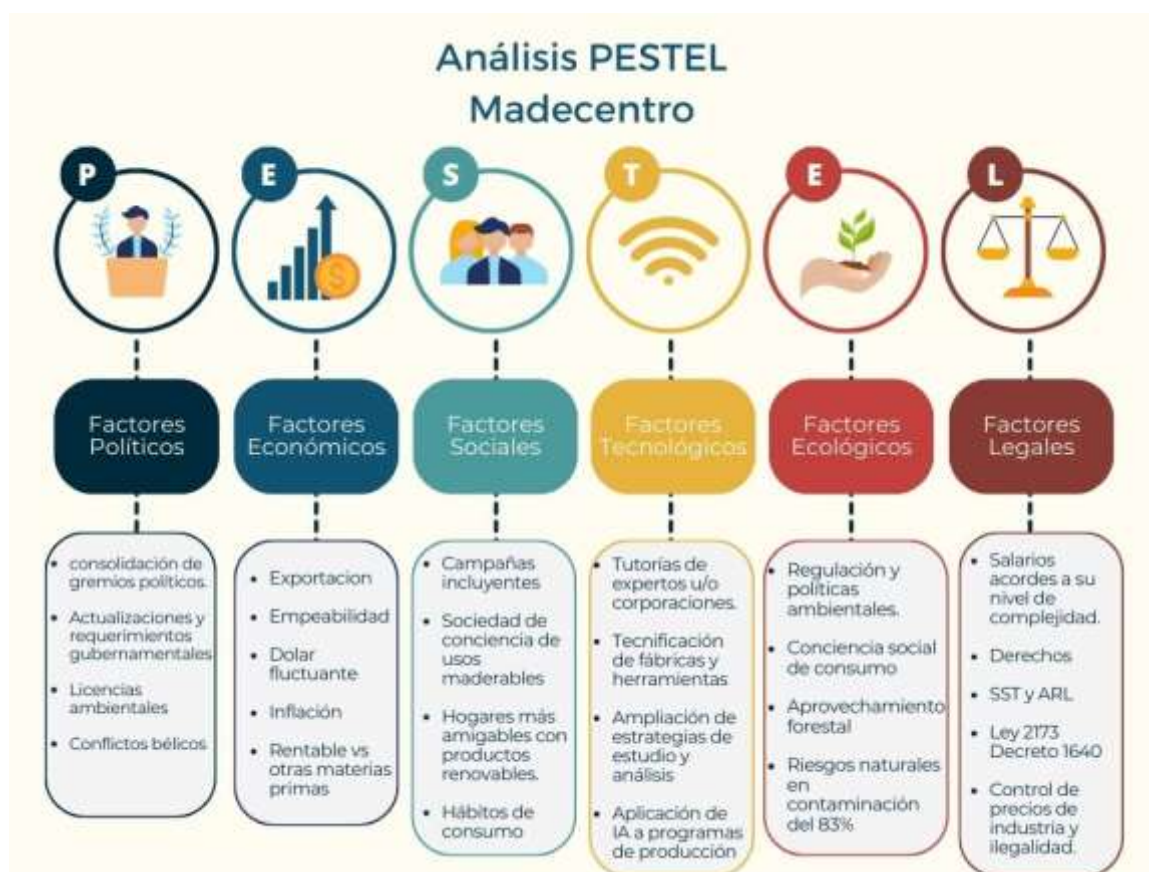 Análisis PESTEL
Madecentro
P
Factores
Políticos
• consolidación de
gremios políticos.
• Actualizaciones y
requerimientos
gubernamentales
• Licencias
ambientales
• Conflictos bélicos
E
Factores
Económicos
• Exportacion
• Empeabilidad
• Dolar
fluctuante
• Inflación
• Rentable vs
otras materias
primas
S
Factores
Sociales
• Campañas
incluyentes
• Sociedad de
conciencia de
usos
maderables
• Hogares más
amigables con
productos
renovables.
• Hábitos de
consumo
T
Factores
Tecnológicos
• Tutorías de
expertos u/o
corporaciones.
• Tecnificación
de fábricas y
herramientas
• Ampliación de
estrategias de
estudio y
análisis
• Aplicación de
IA a programas
de producción
E
Factores
Ecológicos
• Regulación y
políticas
ambientales.
• Conciencia social
de consumo
• Aprovechamiento
forestal
• Riesgos naturales
en
contaminación
del 83%
L
Factores
Legales
• Salarios
acordes a su
nivel de
complejidad.
• Derechos
• SST y ARL
• Ley 2173
Decreto 1640
• Control de
precios de
industria y
ilegalidad.